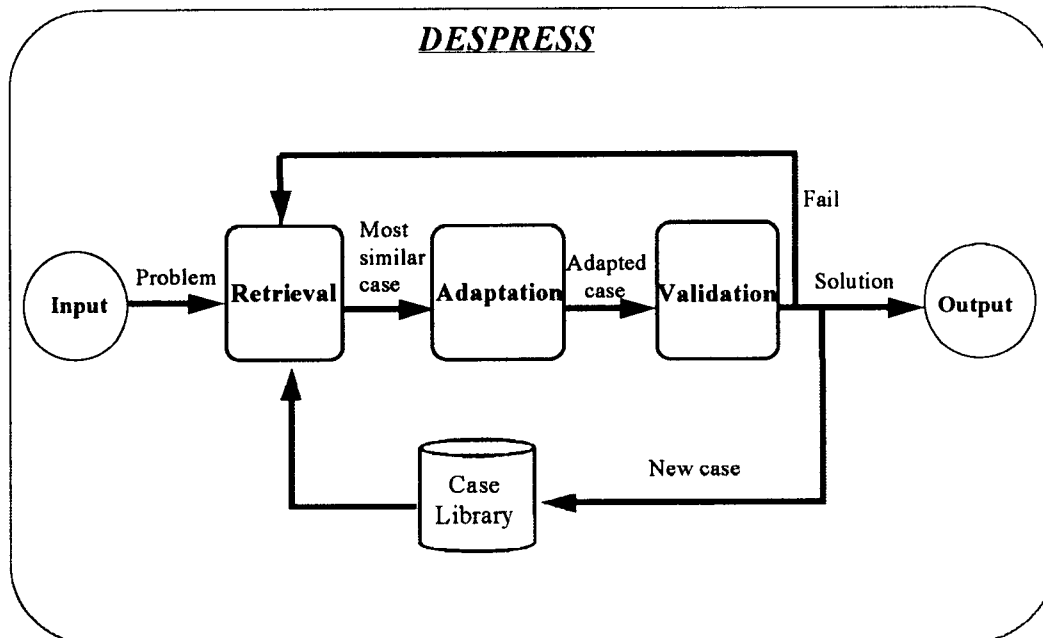 DESPRESS
Fail
Most
similar
case
Problem
Adapted
case
Solution
Input
Retrieval
Adaptation
Validation
Output
New case
Case
Library